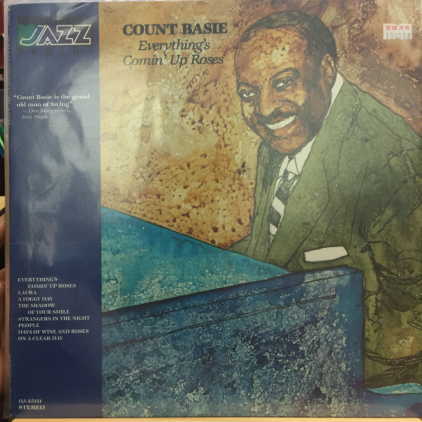 JAZZ
COUNT BASIE
Everything's
Comin' Up Roses
"Count Basie is the grand
old man of Swing"
Jazz
EVERYTHING'S
COMIN' UP ROSES
LAURA
A FOGGY DAY
THE SHADOW
OF YOUR SMILE
STRANGERS IN THE NIGHT
PEOPLE
DAYS OF WINE AND ROSES
ON A CLEAR DAY
STEREO